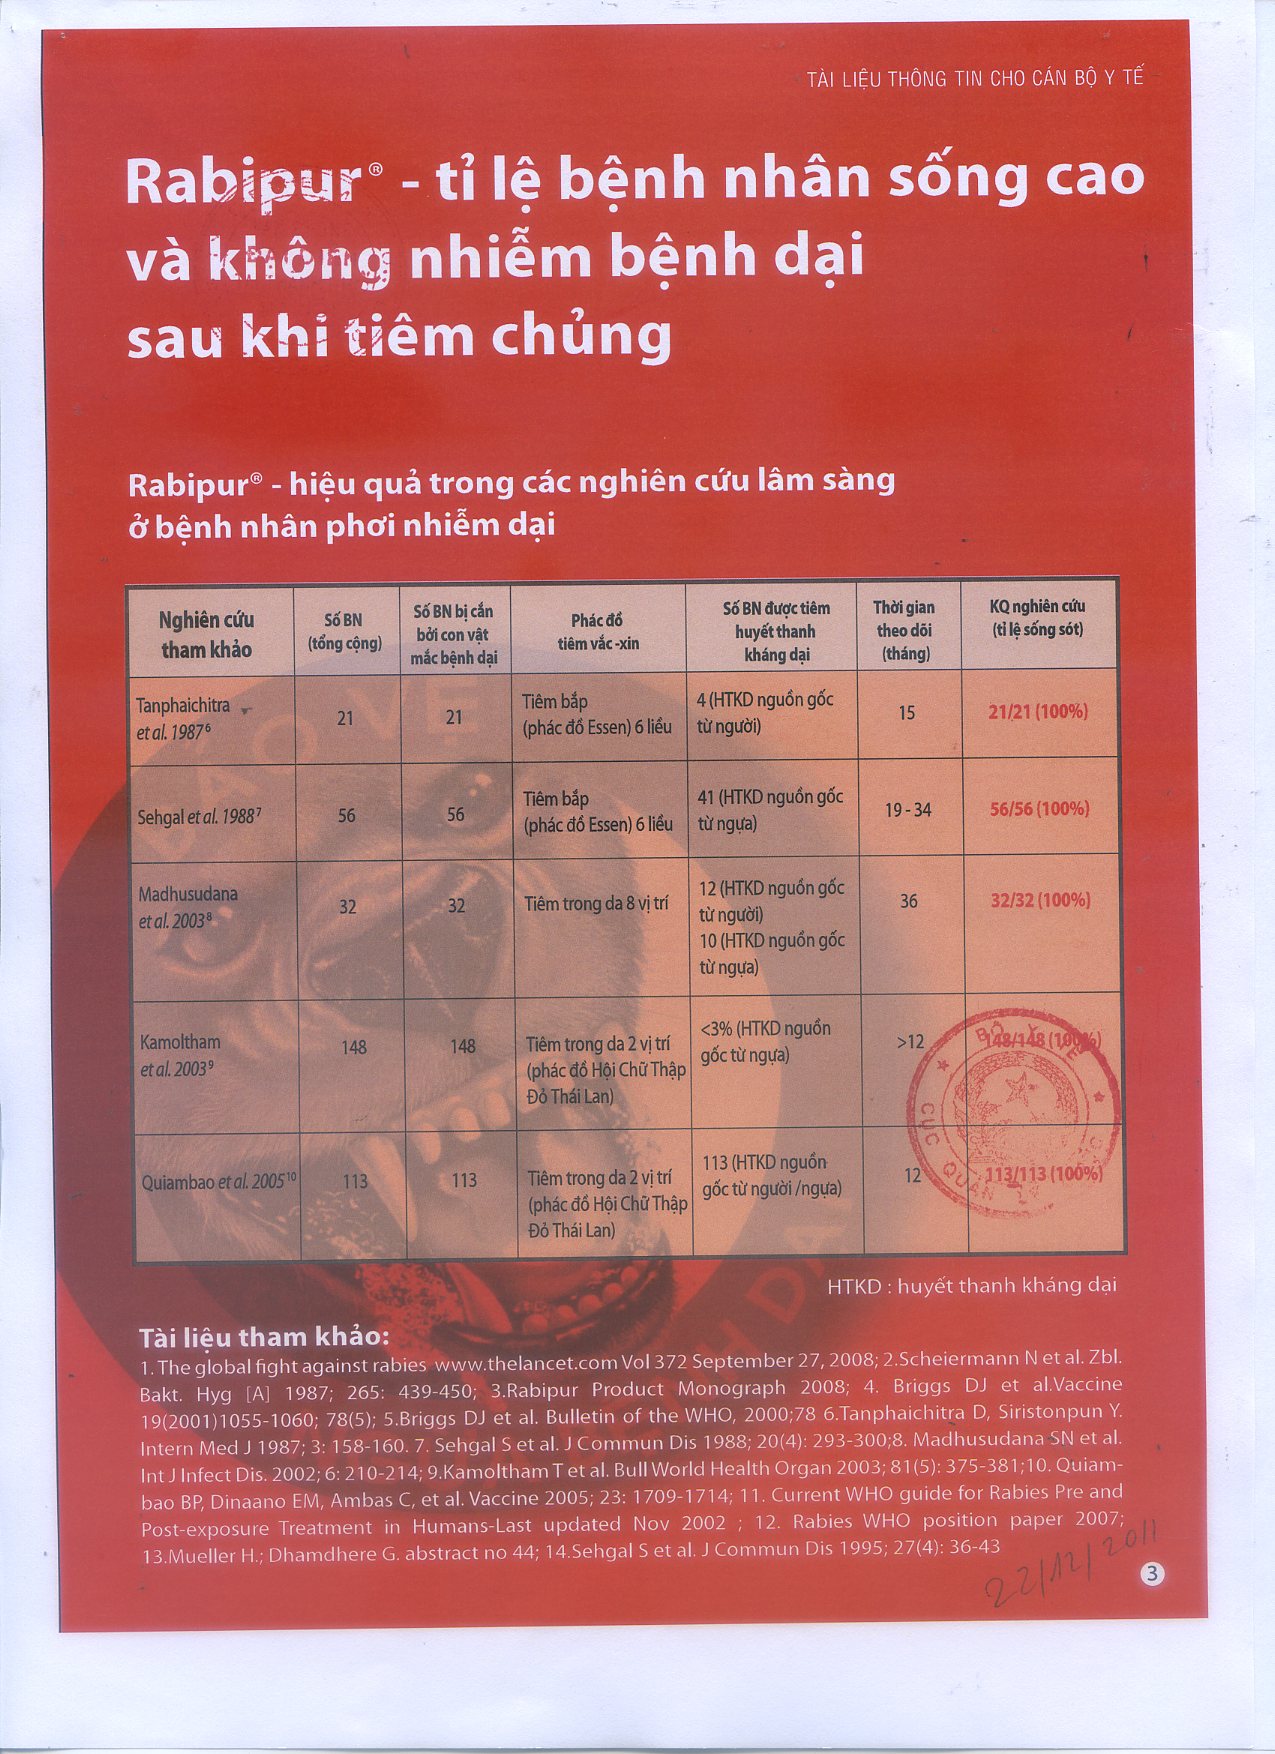 TÀI LIỆU THÔNG TIN CHO CÁN BỘ Y TẾ
Rabipur® - tỉ lệ bệnh nhân sống cao
và không nhiễm bệnh dại
sau khi tiêm chủng
Rabipur® - hiệu quả trong các nghiên cứu lâm sàng
ở bệnh nhân phơi nhiễm dại
Nghiên cứu
tham khảo
Số BN
(tổng cộng)
Số BN bị cắn
bởi con vật
mắc bệnh dại
Phác đồ
tiêm vắc -xin
Số BN được tiêm
huyết thanh
kháng dại
Thời gian
theo dõi
(tháng)
KQ nghiên cứu
(tỉ lệ sống sót)
Tanphaichitra
et al. 1987⁶
21
21
Tiêm bắp
(phác đồ Essen) 6 liều
4 (HTKD nguồn gốc
từ người)
15
21/21 (100%)
Sehgal et al. 1988⁷
56
56
Tiêm bắp
(phác đồ Essen) 6 liều
41 (HTKD nguồn gốc
từ ngựa)
19 - 34
56/56 (100%)
Madhusudana
et al. 2003⁸
32
32
Tiêm trong da 8 vị trí
12 (HTKD nguồn gốc
từ người)
10 (HTKD nguồn gốc
từ ngựa)
36
32/32 (100%)
Kamoltham
et al. 2003⁹
148
148
Tiêm trong da 2 vị trí
(phác đồ Hội Chữ Thập
Đỏ Thái Lan)
<3% (HTKD nguồn
gốc từ ngựa)
>12
148/148 (100%)
Quiambao et al. 2005¹⁰
113
113
Tiêm trong da 2 vị trí
(phác đồ Hội Chữ Thập
Đỏ Thái Lan)
113 (HTKD nguồn
gốc từ người /ngựa)
12
113/113 (100%)
BỘ Y TẾ
CỤC QUẢN
HTKD : huyết thanh kháng dại
Tài liệu tham khảo:
1. The global fight against rabies www.thelancet.com Vol 372 September 27, 2008; 2.Scheiermann N et al. Zbl.
Bakt. Hyg [A] 1987; 265: 439-450; 3.Rabipur Product Monograph 2008; 4. Briggs DJ et al.Vaccine
19(2001)1055-1060; 78(5); 5.Briggs DJ et al. Bulletin of the WHO, 2000;78 6.Tanphaichitra D, Siristonpun Y.
Intern Med J 1987; 3: 158-160. 7. Sehgal S et al. J Commun Dis 1988; 20(4): 293-300;8. Madhusudana SN et al.
Int J Infect Dis. 2002; 6: 210-214; 9.Kamoltham T et al. Bull World Health Organ 2003; 81(5): 375-381;10. Quiam-
bao BP, Dinaano EM, Ambas C, et al. Vaccine 2005; 23: 1709-1714; 11. Current WHO guide for Rabies Pre and
Post-exposure Treatment in Humans-Last updated Nov 2002 ; 12. Rabies WHO position paper 2007;
13.Mueller H.; Dhamdhere G. abstract no 44; 14.Sehgal S et al. J Commun Dis 1995; 27(4): 36-43
22/12/2011
3